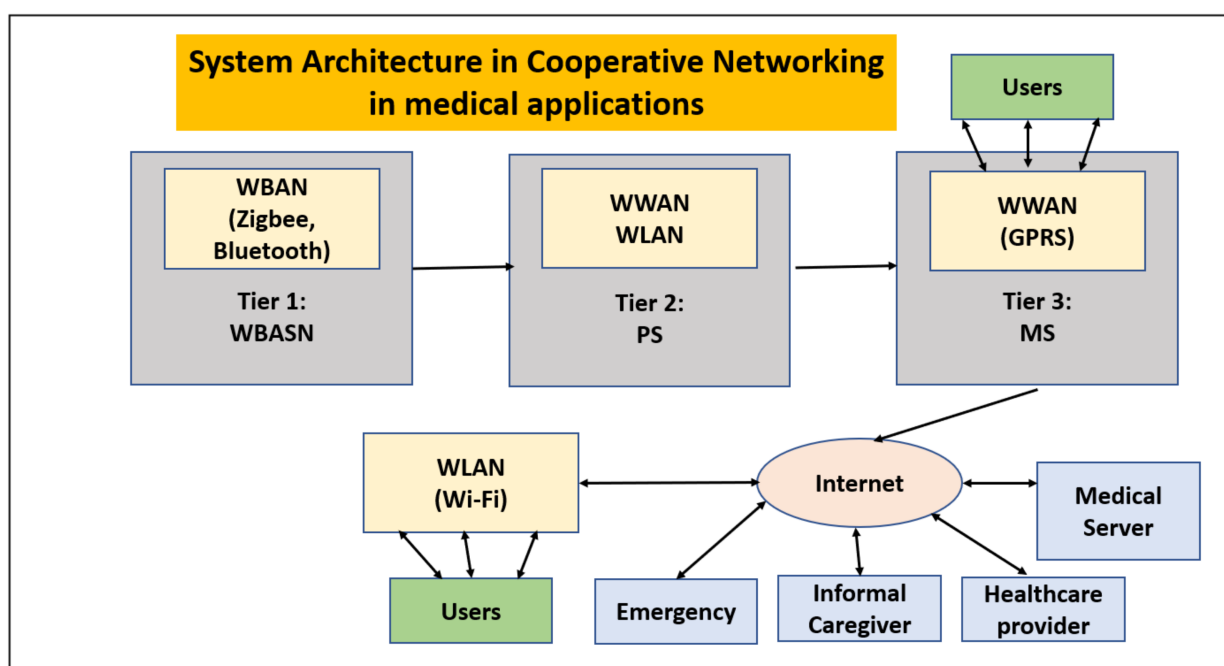 System Architecture in Cooperative Networking
in medical applications
Users
WBAN
(Zigbee,
Bluetooth)
Tier 1:
WBASN
WWAN
WLAN
Tier 2:
PS
WWAN
(GPRS)
Tier 3:
MS
WLAN
(Wi-Fi)
Internet
Medical
Server
Users
Emergency
Informal
Caregiver
Healthcare
provider